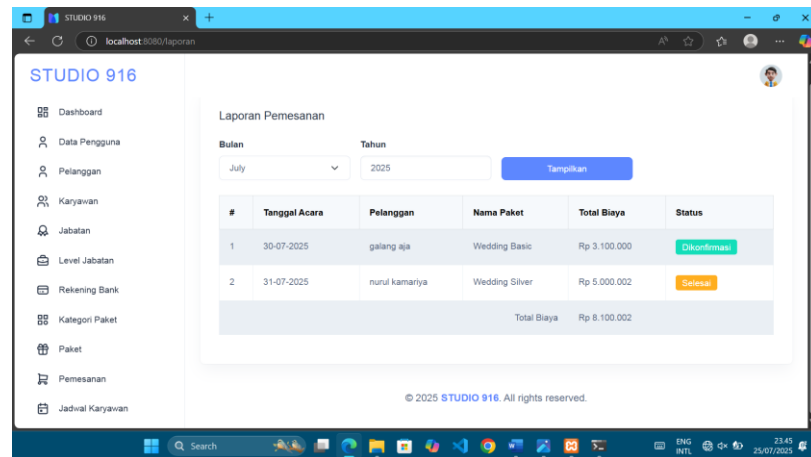 STUDIO 916
localhost:8080/laporan
STUDIO 916
Dashboard
Data Pengguna
Pelanggan
Karyawan
Jabatan
Level Jabatan
Rekening Bank
Kategori Paket
Paket
Pemesanan
Jadwal Karyawan
Laporan Pemesanan
Bulan Tahun
July 2025 Tampilkan
# Tanggal Acara Pelanggan Nama Paket Total Biaya Status
1 30-07-2025 galang aja Wedding Basic Rp 3.100.000 Dikonfirmasi
2 31-07-2025 nurul kamariya Wedding Silver Rp 5.000.002 Selesai
Total Biaya Rp 8.100.002
© 2025 STUDIO 916. All rights reserved.
Search
ENG
INTL
23.45
25/07/2025